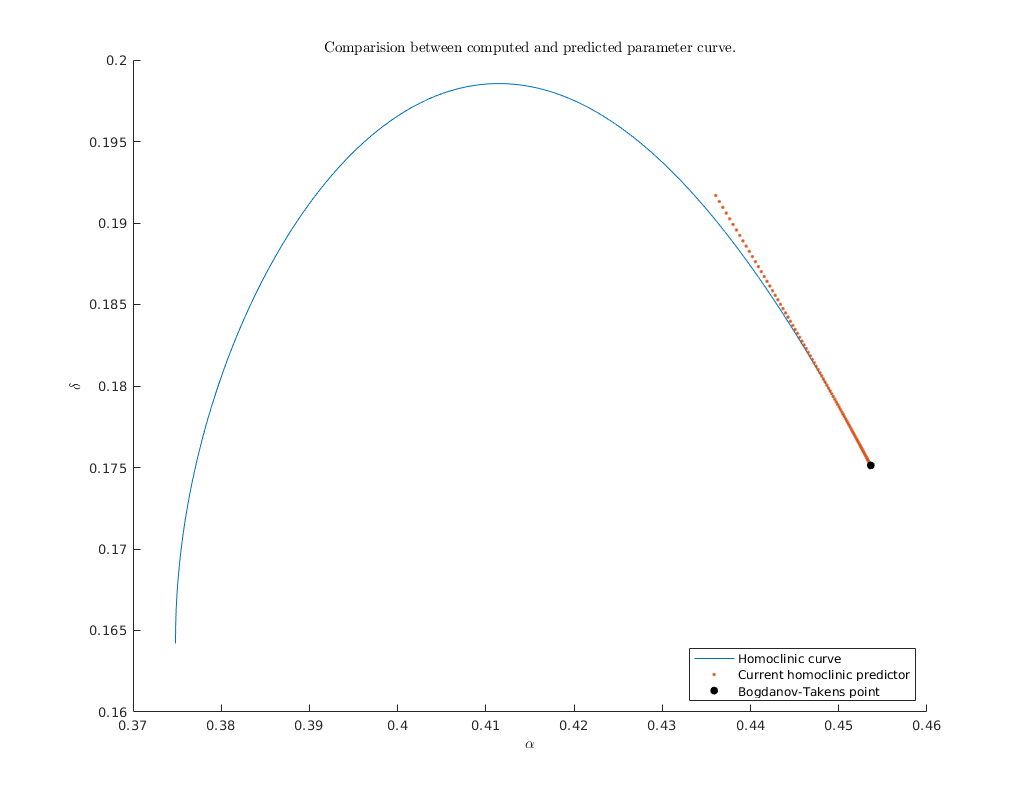 Comparision between computed and predicted parameter curve.
0.2
0.195
0.19
0.185
0.18
0.175
0.17
0.165
0.16
δ
0.37 0.38 0.39 0.4 0.41 0.42 0.43 0.44 0.45 0.46
α
Homoclinic curve
Current homoclinic predictor
Bogdanov-Takens point